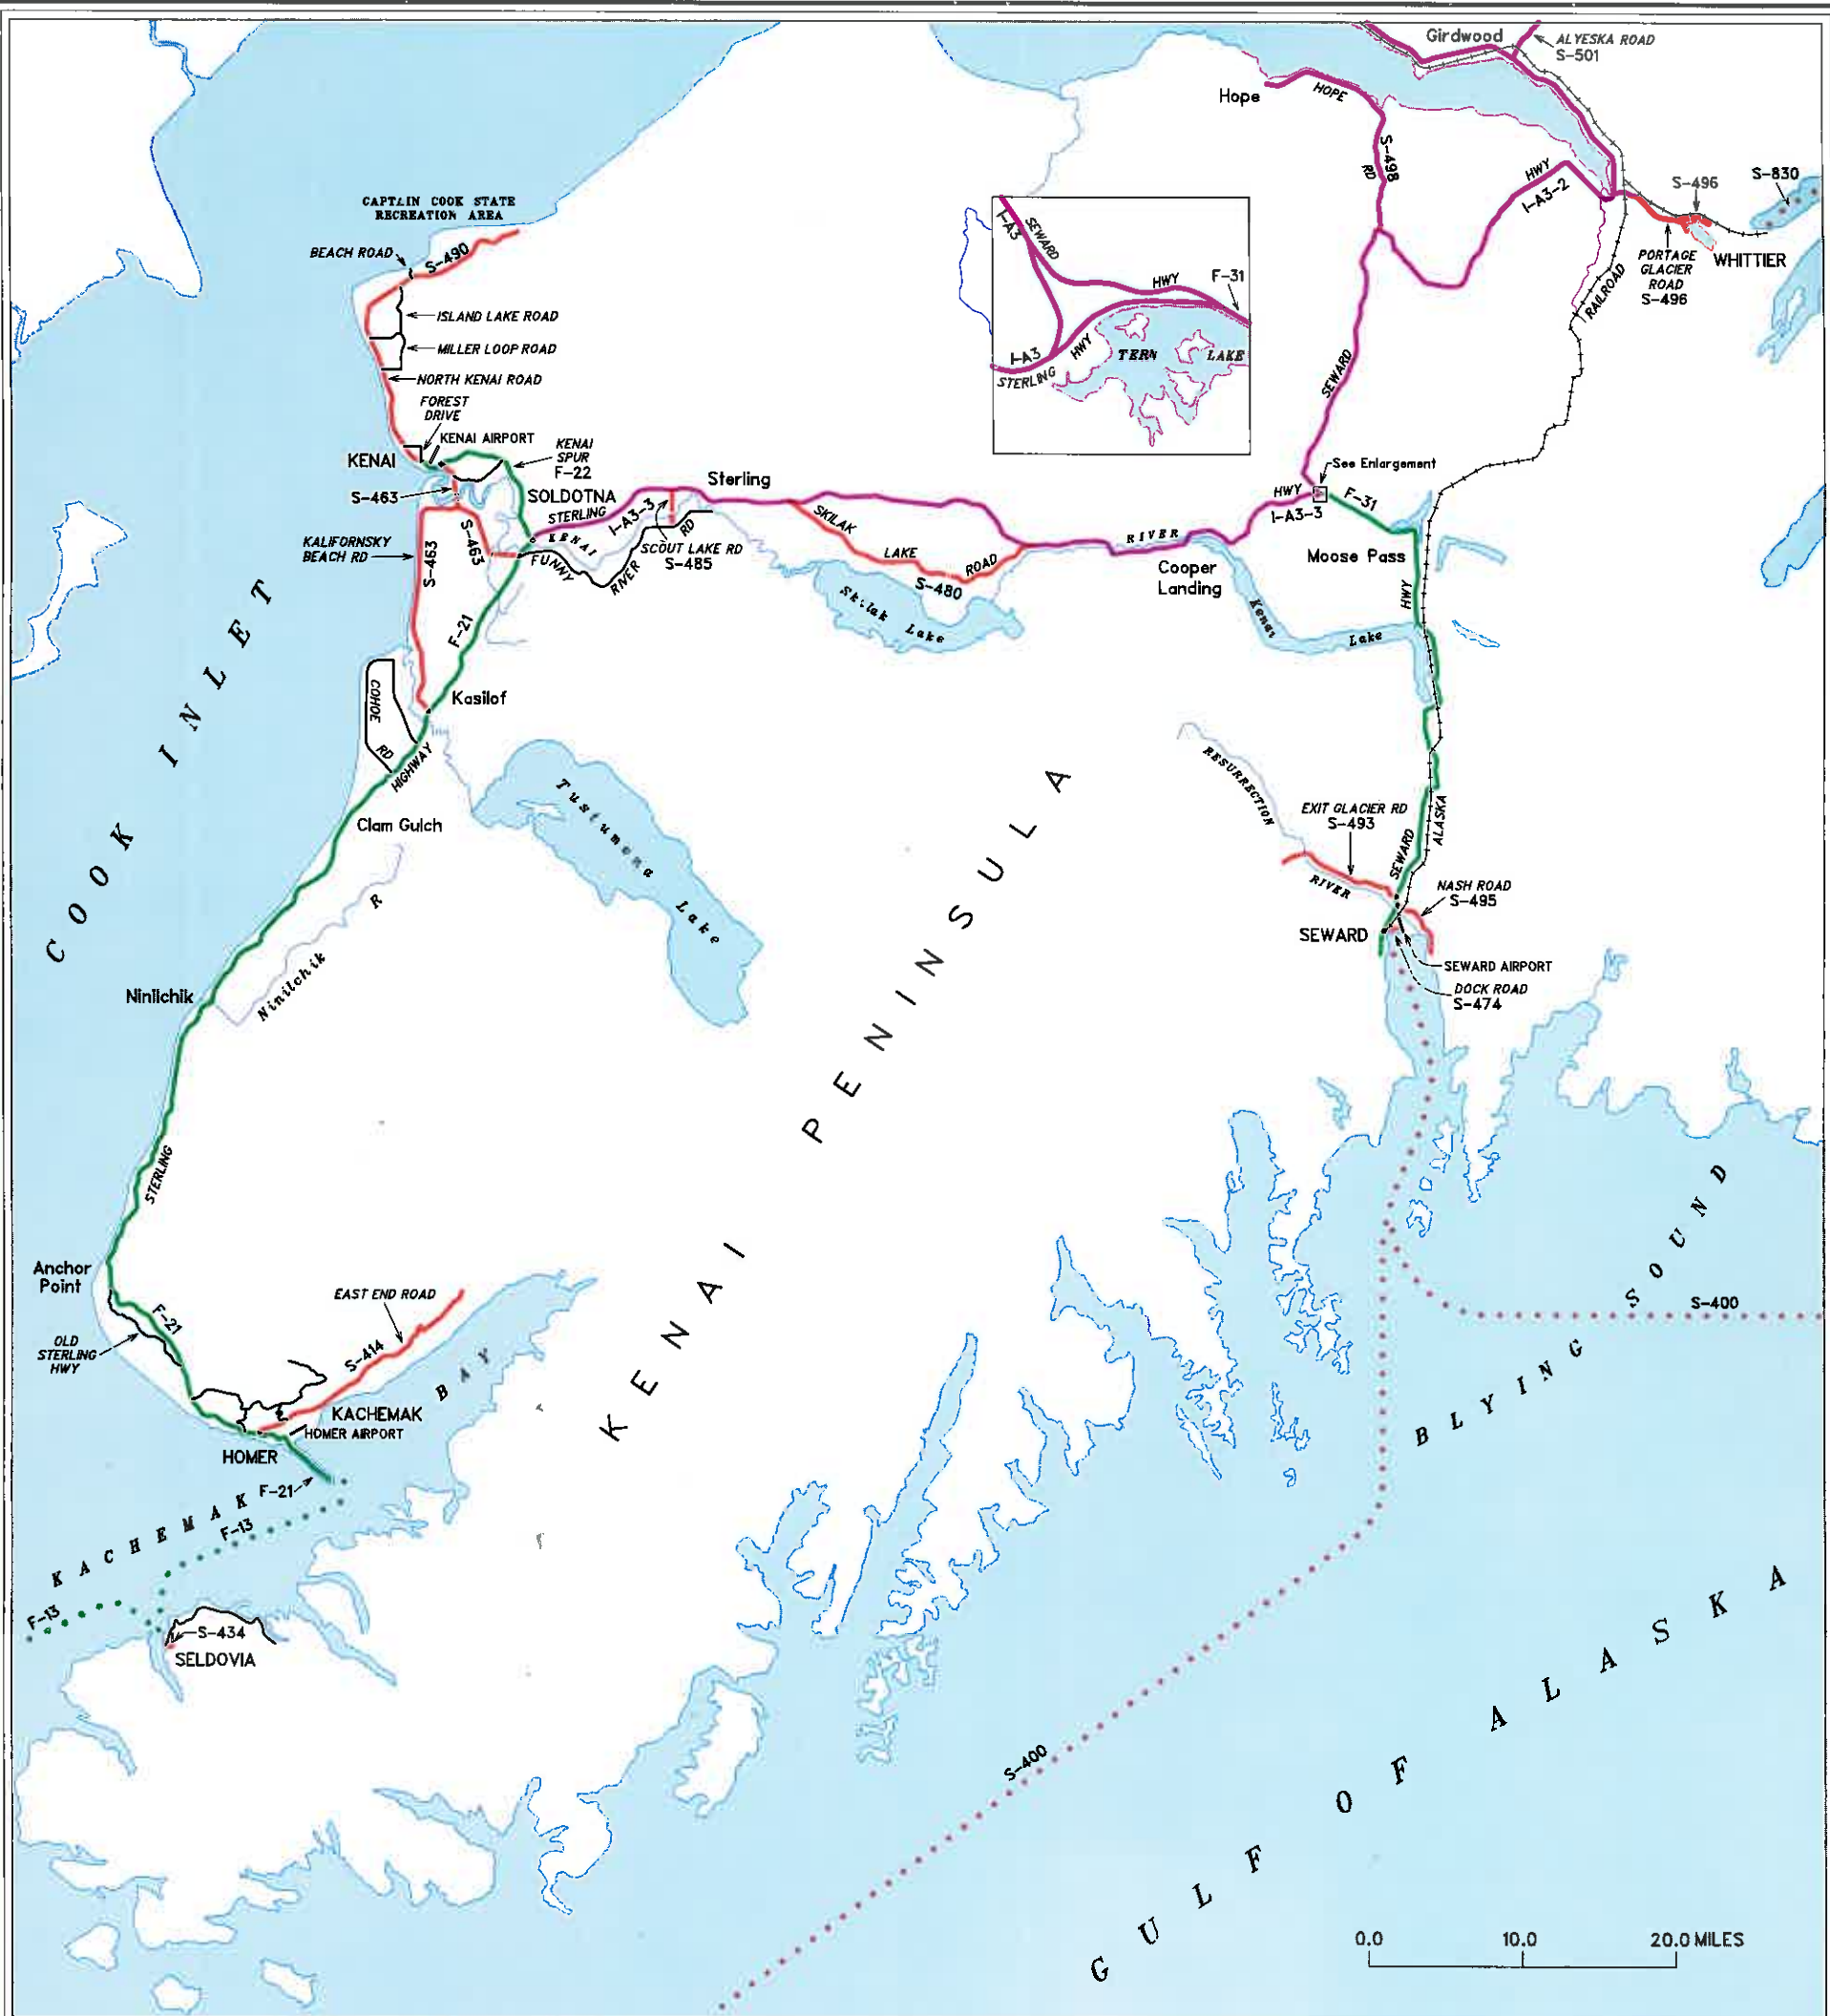 Girdwood
ALYESKA ROAD
S-501
Hope
HOPE
S-498
RD
HWY
I-A3-2
S-496
S-830
PORTAGE
GLACIER
ROAD
S-496
WHITTIER
RAILROAD
CAPTAIN COOK STATE
RECREATION AREA
BEACH ROAD
S-490
ISLAND LAKE ROAD
MILLER LOOP ROAD
NORTH KENAI ROAD
FOREST
DRIVE
KENAI AIRPORT
KENAI
SPUR
F-22
KENAI
S-463
SOLDOTNA
STERLING
I-A3-3
Sterling
I-A3
SEWARD
HWY
F-31
I-A3
HWY
STERLING
TERN LAKE
SEWARD
See Enlargement
HWY
I-A3-3
F-31
KALIFORNSKY
BEACH RD
S-463
S-463
KENAI
FUNNY
RIVER
RD
SCOUT LAKE RD
S-485
SKILAK
LAKE
ROAD
S-480
RIVER
Cooper
Landing
Moose Pass
HWY
Skilak Lake
Kenai Lake
F-21
Kasilof
COHOE
RD
HIGHWAY
Clam Gulch
COOK INLET
Tustumena Lake
RESURRECTION
RIVER
EXIT GLACIER RD
S-493
SEWARD
ALASKA
NASH ROAD
S-495
SEWARD
SEWARD AIRPORT
DOCK ROAD
S-474
Ninilchik
Ninilchik R
KENAI PENINSULA
STERLING
Anchor
Point
F-21
OLD
STERLING
HWY
EAST END ROAD
S-414
KACHEMAK
HOMER AIRPORT
HOMER
F-21
KACHEMAK BAY
F-13
F-13
S-434
SELDOVIA
BLYING SOUND
S-400
S-400
GULF OF ALASKA
0.0 10.0 20.0 MILES